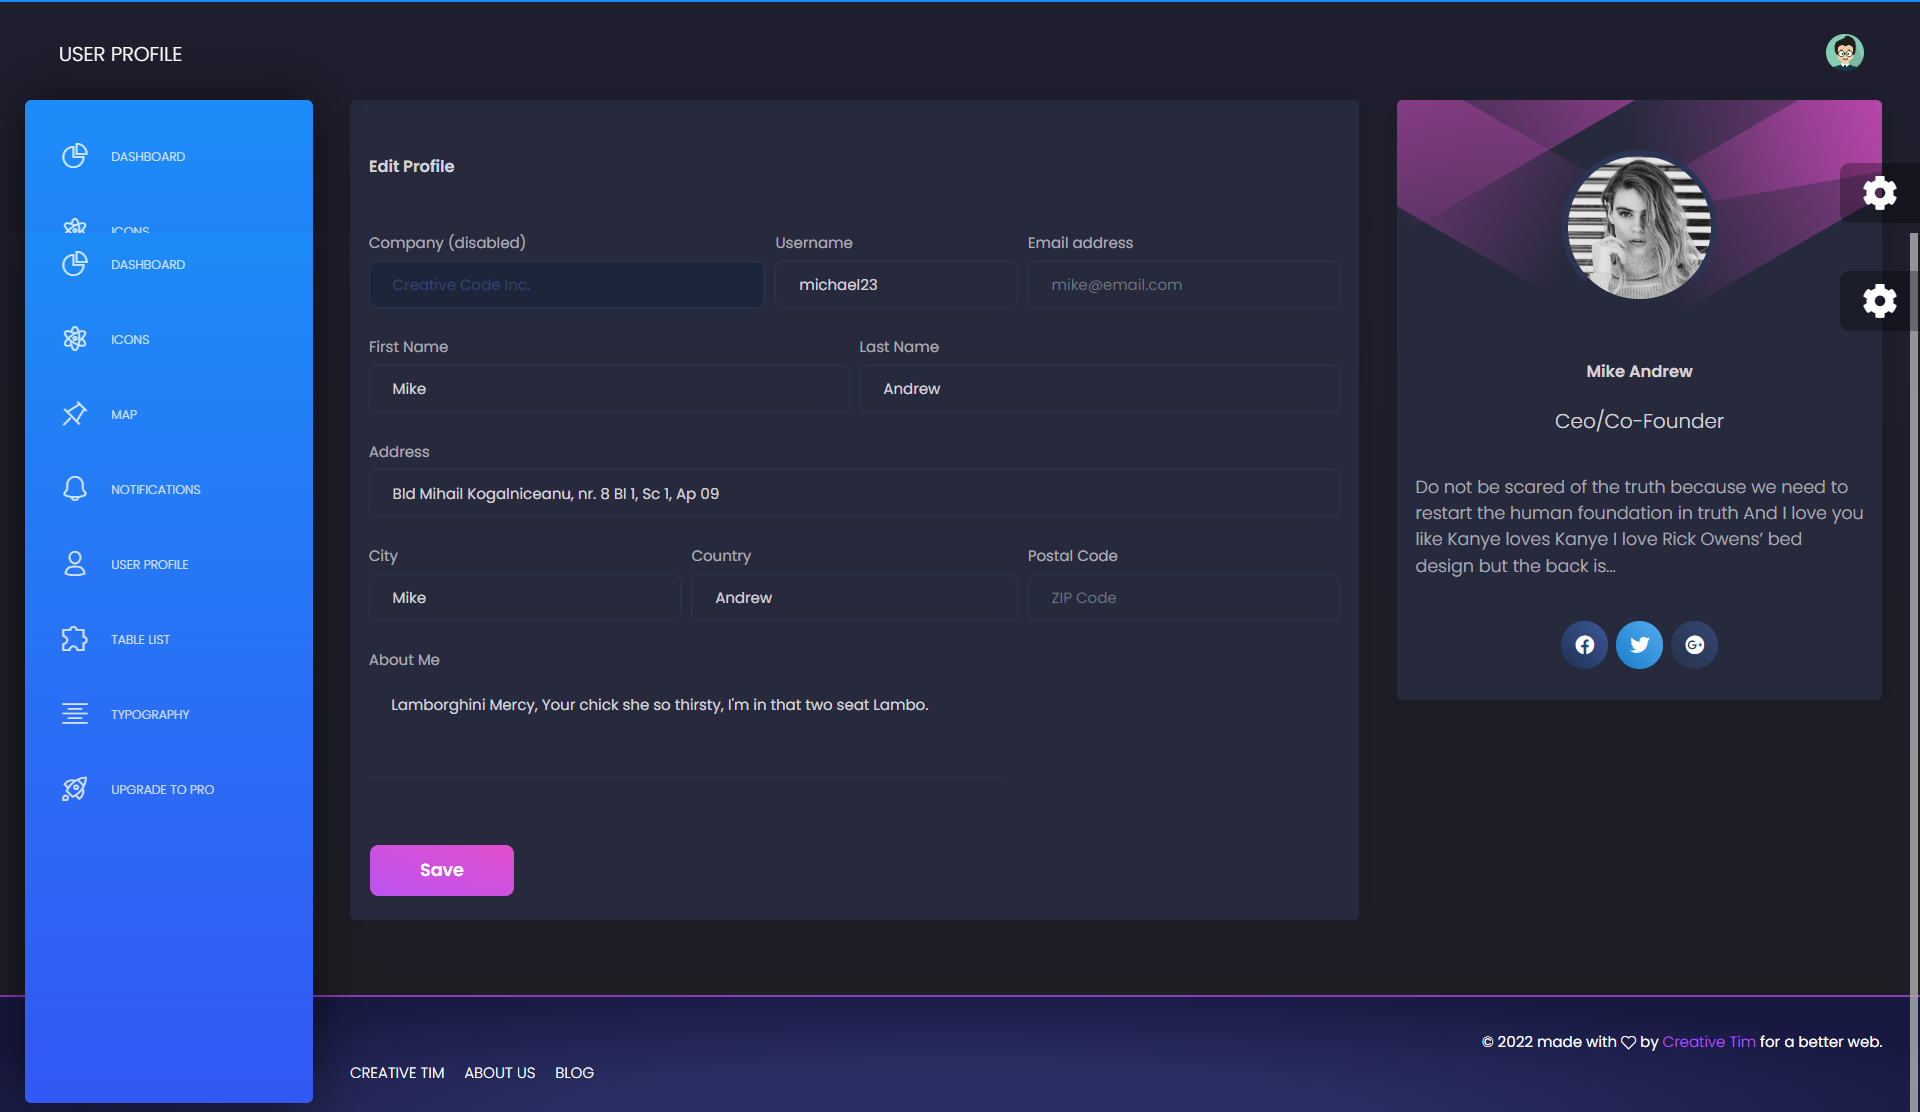 USER PROFILE
DASHBOARD
ICONS
DASHBOARD
ICONS
MAP
NOTIFICATIONS
USER PROFILE
TABLE LIST
TYPOGRAPHY
UPGRADE TO PRO
Edit Profile
Company (disabled)
Creative Code Inc.
Username
michael23
Email address
mike@email.com
First Name
Mike
Last Name
Andrew
Address
Bld Mihail Kogalniceanu, nr. 8 Bl 1, Sc 1, Ap 09
City
Mike
Country
Andrew
Postal Code
ZIP Code
About Me
Lamborghini Mercy, Your chick she so thirsty, I'm in that two seat Lambo.
Save
Mike Andrew
Ceo/Co-Founder
Do not be scared of the truth because we need to
restart the human foundation in truth And I love you
like Kanye loves Kanye I love Rick Owens’ bed
design but the back is...
G+
© 2022 made with by Creative Tim for a better web.
CREATIVE TIM ABOUT US BLOG